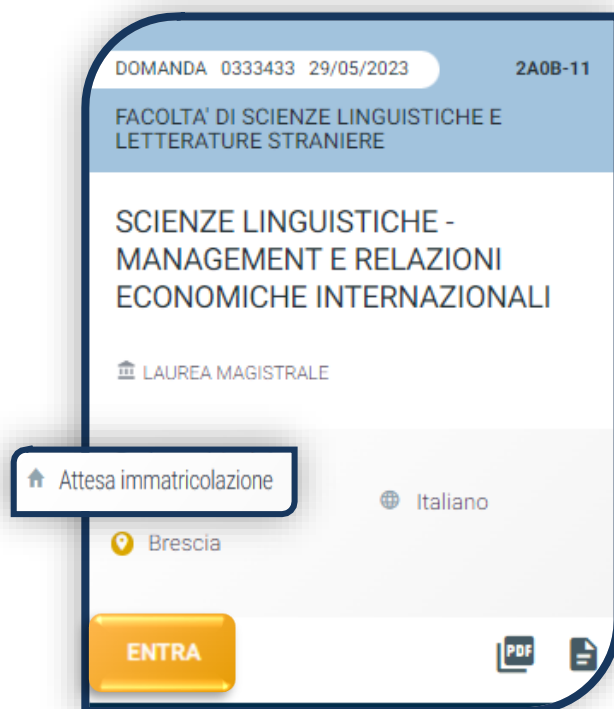 DOMANDA 0333433 29/05/2023 2A0B-11
FACOLTA' DI SCIENZE LINGUISTICHE E
LETTERATURE STRANIERE
SCIENZE LINGUISTICHE -
MANAGEMENT E RELAZIONI
ECONOMICHE INTERNAZIONALI
LAUREA MAGISTRALE
Attesa immatricolazione
Italiano
Brescia
ENTRA
PDF